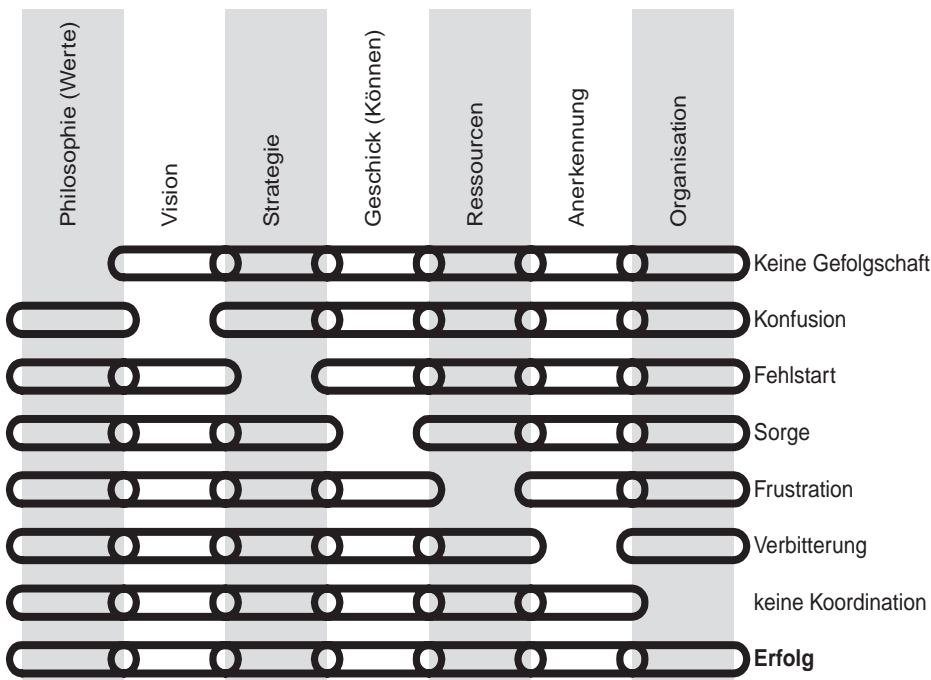 Philosophie (Werte)
Vision
Strategie
Geschick (Können)
Ressourcen
Anerkennung
Organisation
Keine Gefolgschaft
Konfusion
Fehlstart
Sorge
Frustration
Verbitterung
keine Koordination
Erfolg